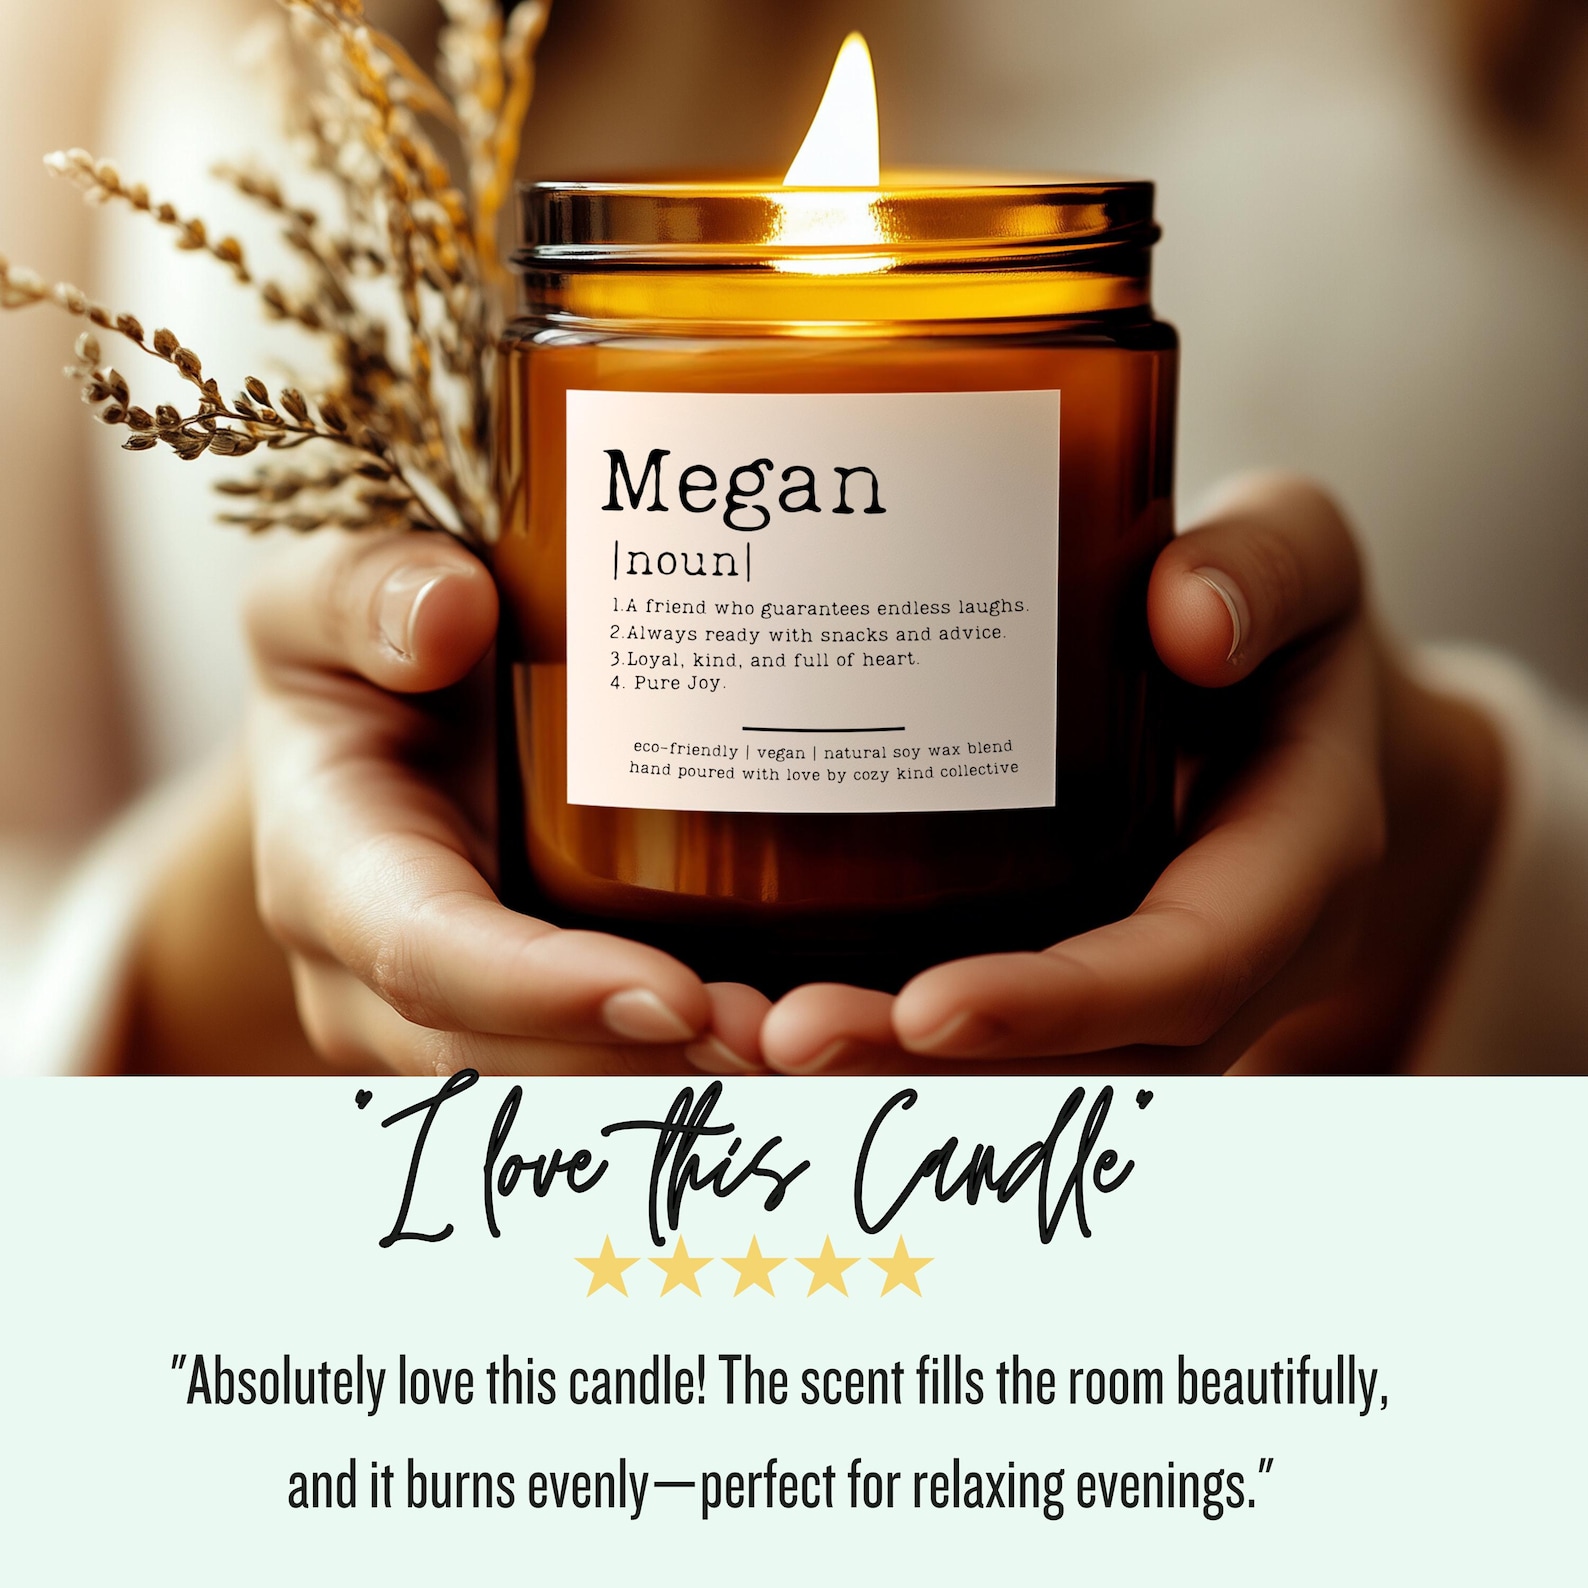 Megan
|noun|
1.A friend who guarantees endless laughs.
2.Always ready with snacks and advice.
3.Loyal, kind, and full of heart.
4. Pure Joy.
eco-friendly | vegan | natural soy wax blend
hand poured with love by cozy kind collective
"I love this Candle"
"Absolutely love this candle! The scent fills the room beautifully,
and it burns evenly—perfect for relaxing evenings."